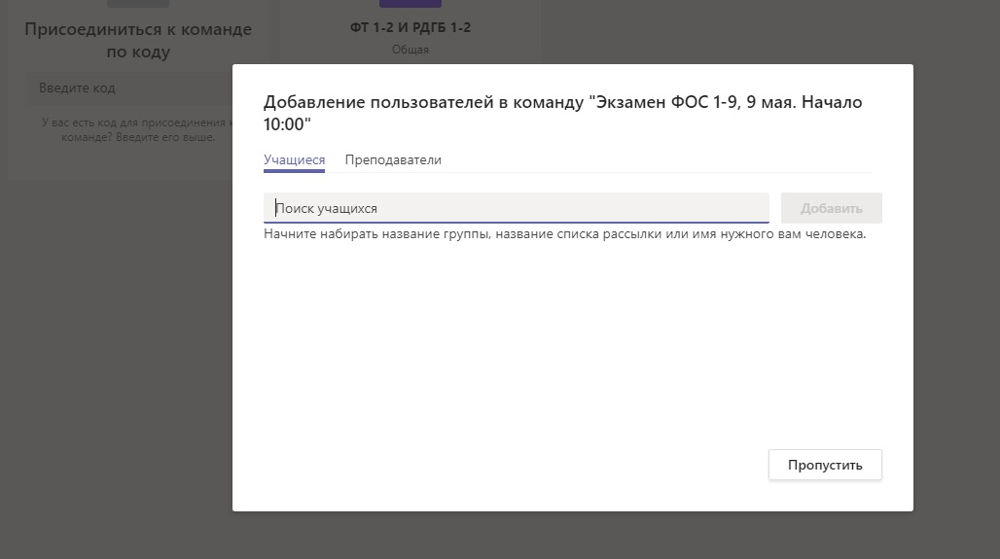 Присоединиться к команде
по коду
Введите код
У вас есть код для присоединения к
команде? Введите его выше.
ФТ 1-2 И РДГБ 1-2
Общая
Добавление пользователей в команду "Экзамен ФОС 1-9, 9 мая. Начало
10:00"
Учащиеся Преподаватели
Поиск учащихся Добавить
Начните набирать название группы, название списка рассылки или имя нужного вам человека.
Пропустить